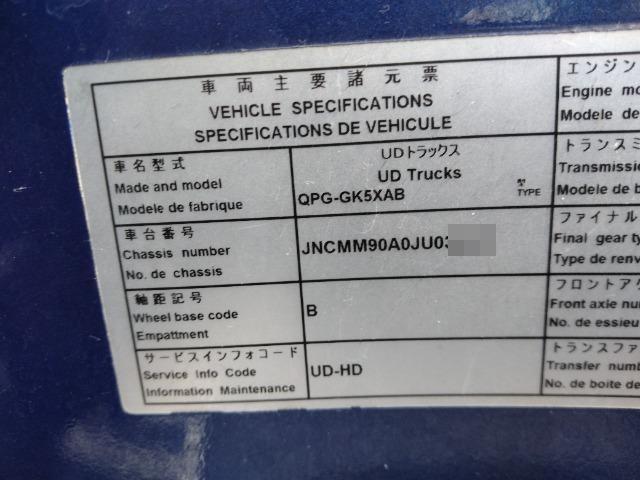 車両主要諸元票
VEHICLE SPECIFICATIONS
SPECIFICATIONS DE VEHICULE
車名型式
Made and model
Modele de fabrique
UDトラックス
UD Trucks
QPG-GK5XAB
型
TYPE
車台番号
Chassis number
No. de chassis
JNCMM90A0JU03
軸距記号
Wheel base code
Empattment
B
サービスインフォコード
Service Info Code
Information Maintenance
UD-HD
エンジン
Engine mo
Modele de
トランスミ
Transmissio
Modele de b
ファイナル
Final gear ty
Type de renv
フロントアク
Front axle nu
No. de essieu
トランスファ
Transfer numb
No. de boite de